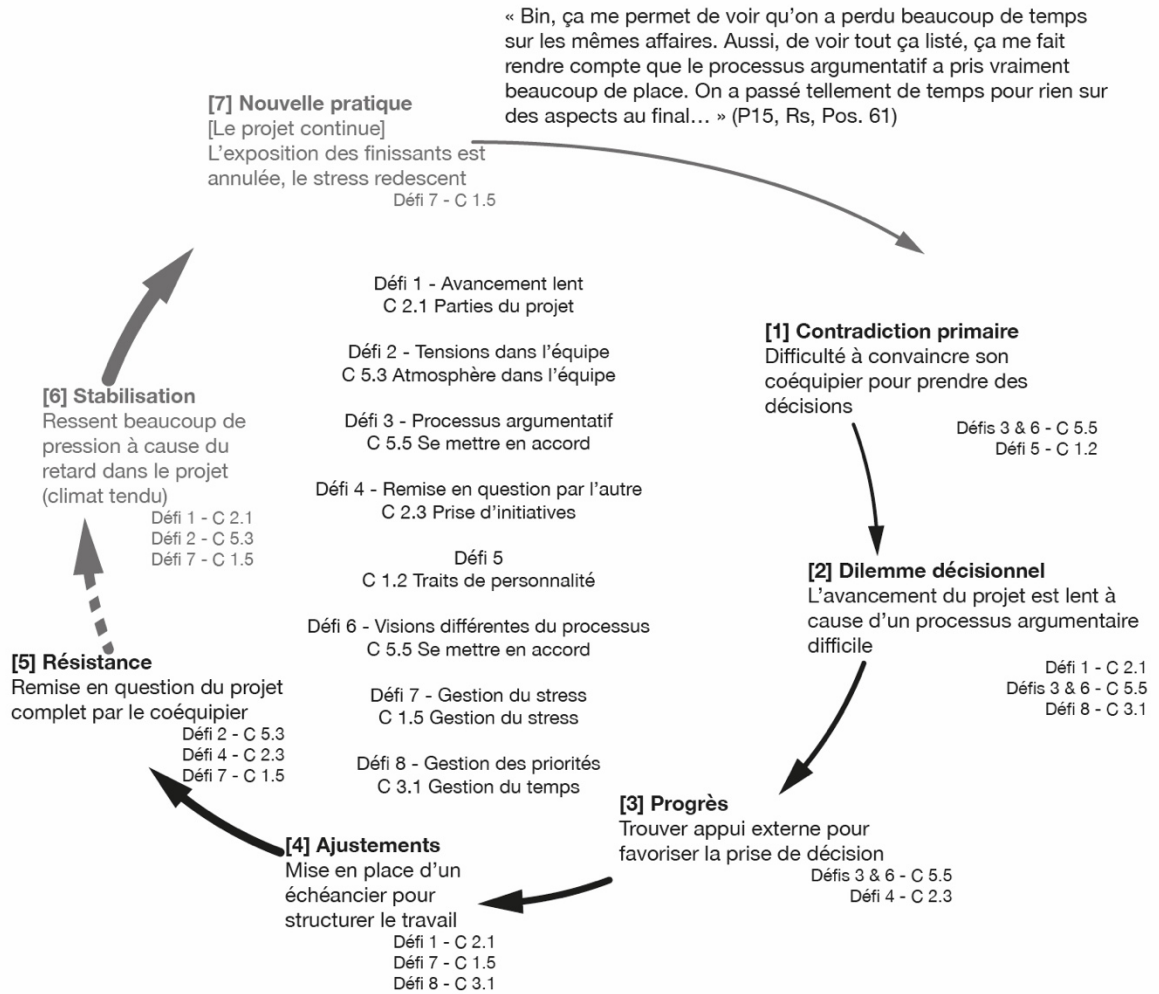 « Bin, ça me permet de voir qu'on a perdu beaucoup de temps
sur les mêmes affaires. Aussi, de voir tout ça listé, ça me fait
rendre compte que le processus argumentatif a pris vraiment
beaucoup de place. On a passé tellement de temps pour rien sur
des aspects au final… » (P15, Rs, Pos. 61)
[7] Nouvelle pratique
[Le projet continue]
L'exposition des finissants est
annulée, le stress redescent
Défi 7 - C 1.5
[1] Contradiction primaire
Difficulté à convaincre son
coéquipier pour prendre des
décisions
Défis 3 & 6 - C 5.5
Défi 5 - C 1.2
[2] Dilemme décisionnel
L'avancement du projet est lent à
cause d'un processus argumentaire
difficile
Défi 1 - C 2.1
Défis 3 & 6 - C 5.5
Défi 8 - C 3.1
[3] Progrès
Trouver appui externe pour
favoriser la prise de décision
Défis 3 & 6 - C 5.5
Défi 4 - C 2.3
[4] Ajustements
Mise en place d'un
échéancier pour
structurer le travail
Défi 1 - C 2.1
Défi 7 - C 1.5
Défi 8 - C 3.1
[5] Résistance
Remise en question du projet
complet par le coéquipier
Défi 2 - C 5.3
Défi 4 - C 2.3
Défi 7 - C 1.5
[6] Stabilisation
Ressent beaucoup de
pression à cause du
retard dans le projet
(climat tendu)
Défi 1 - C 2.1
Défi 2 - C 5.3
Défi 7 - C 1.5
Défi 1 - Avancement lent
C 2.1 Parties du projet
Défi 2 - Tensions dans l'équipe
C 5.3 Atmosphère dans l'équipe
Défi 3 - Processus argumentatif
C 5.5 Se mettre en accord
Défi 4 - Remise en question par l'autre
C 2.3 Prise d'initiatives
Défi 5
C 1.2 Traits de personnalité
Défi 6 - Visions différentes du processus
C 5.5 Se mettre en accord
Défi 7 - Gestion du stress
C 1.5 Gestion du stress
Défi 8 - Gestion des priorités
C 3.1 Gestion du temps